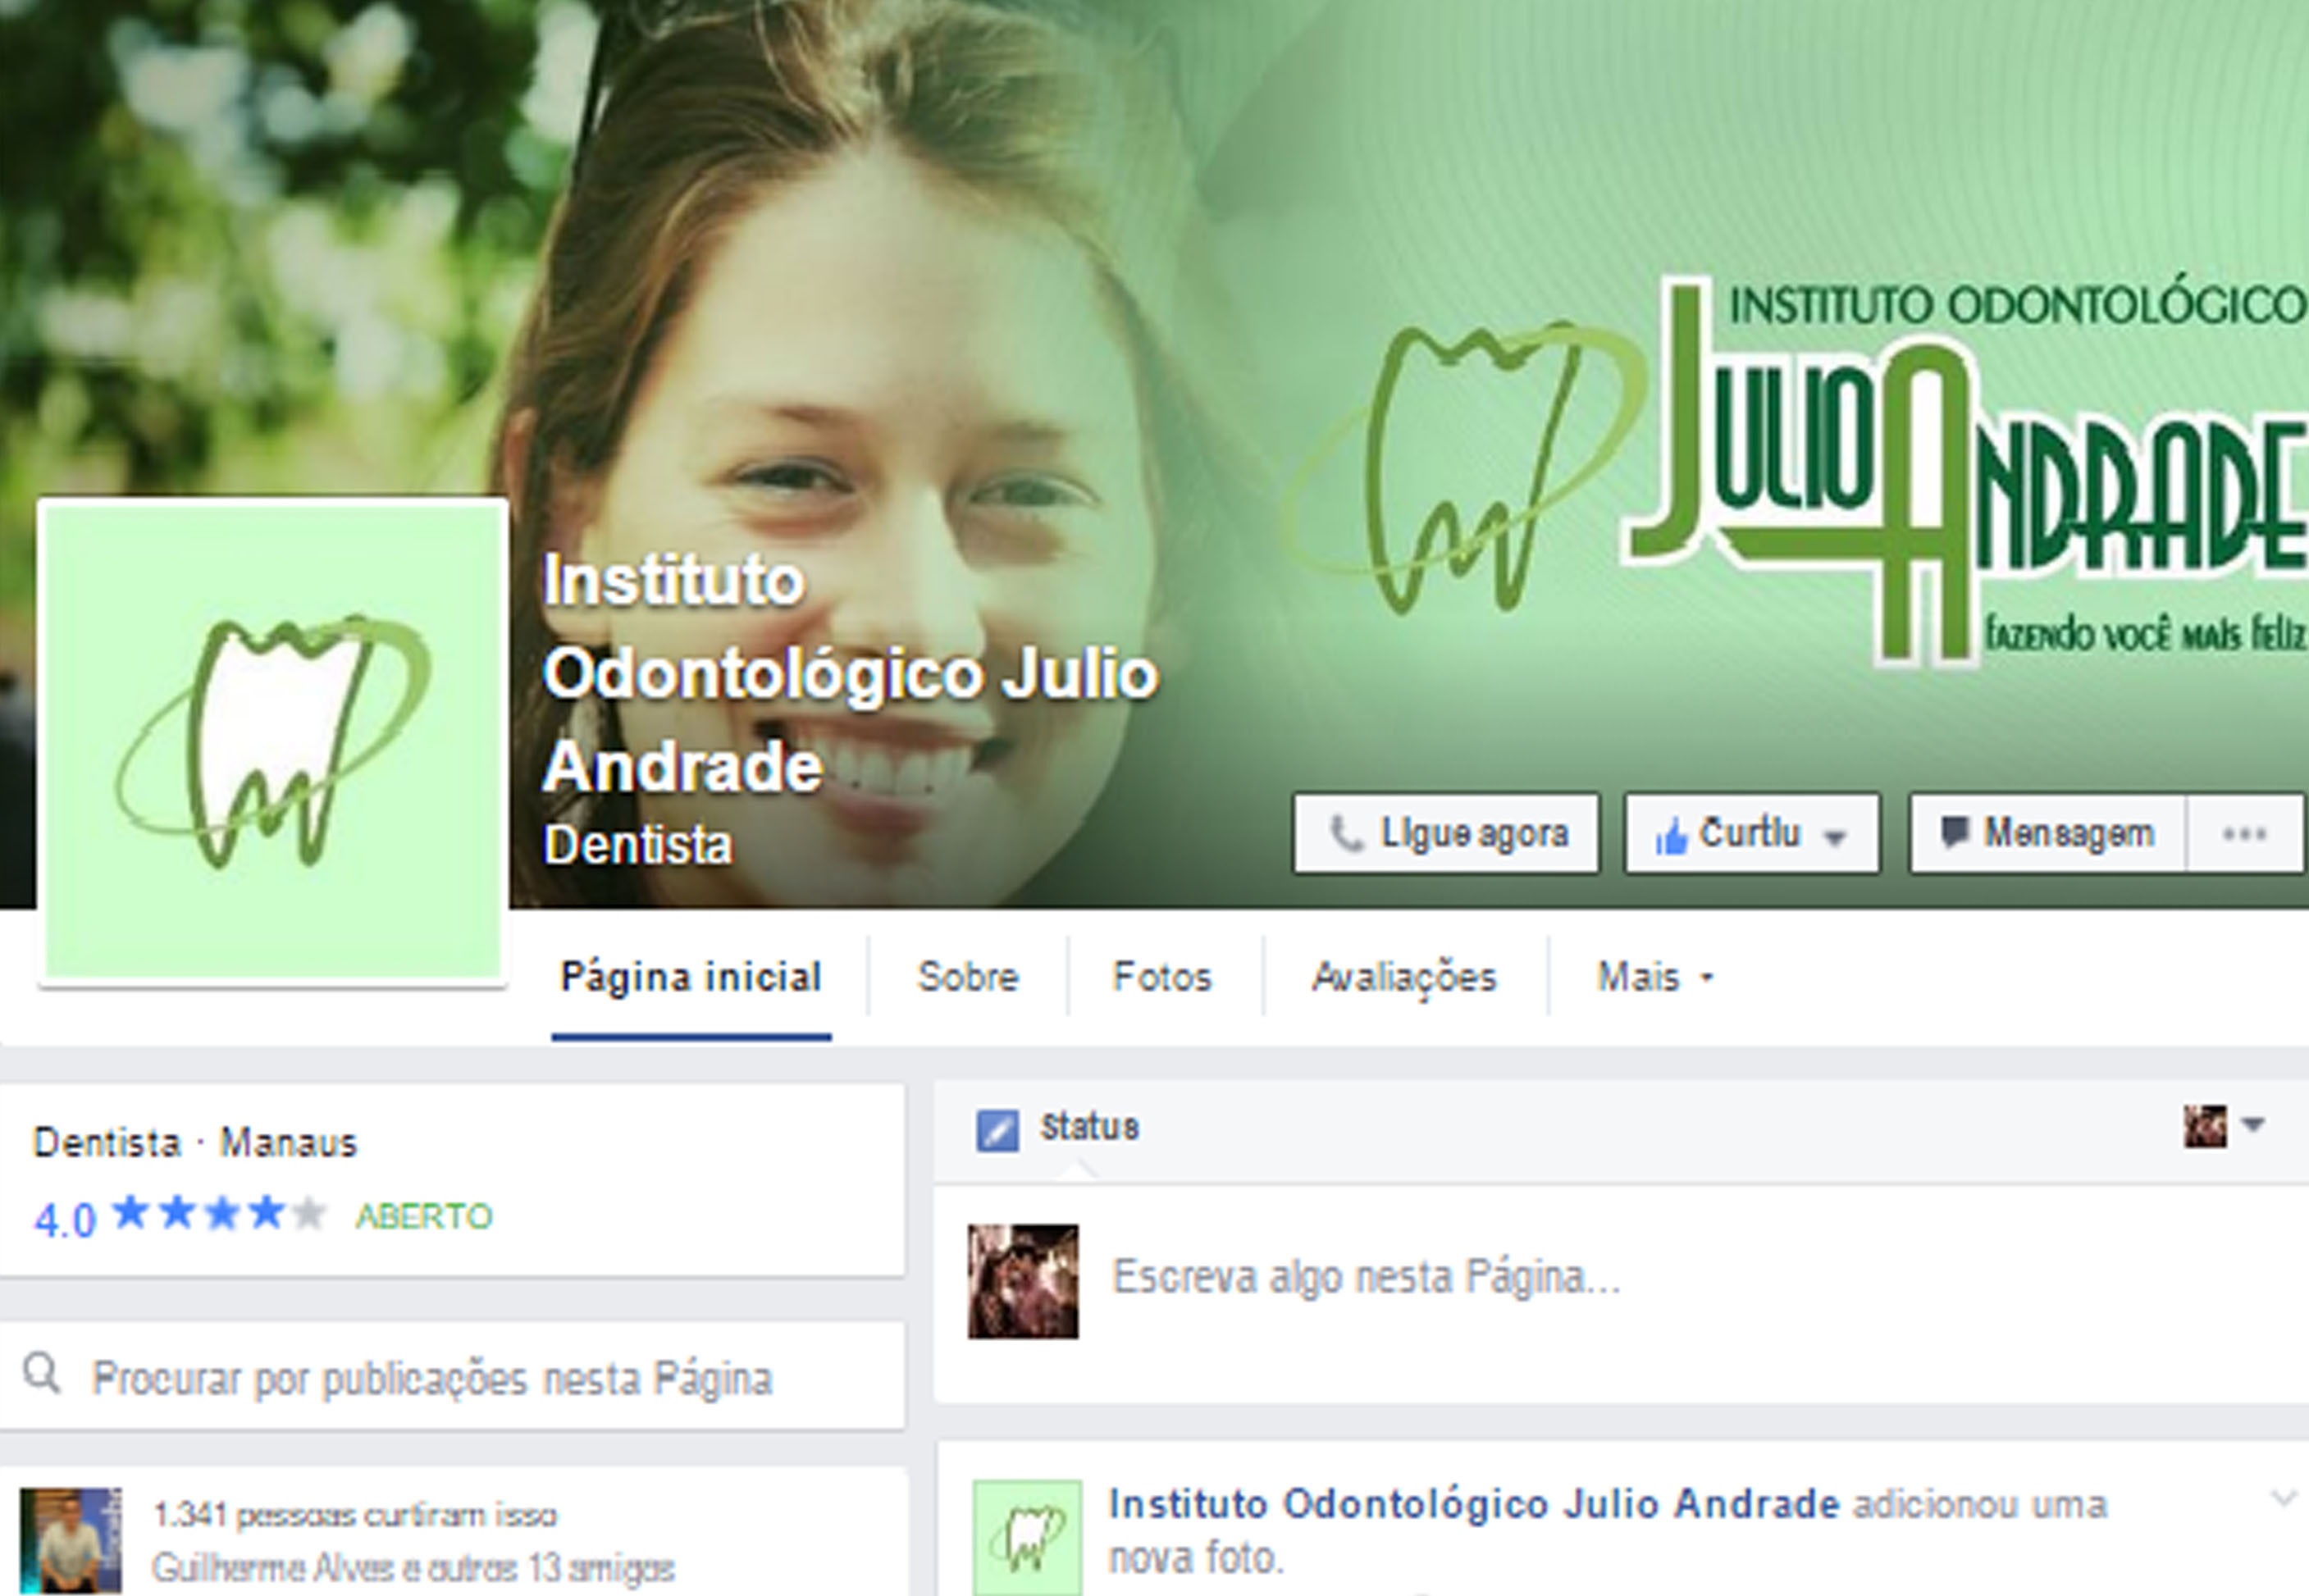 INSTITUTO ODONTOLÓGICO
JULIO ANDRADE
fazendo você mais feliz
Instituto
Odontológico Julio
Andrade
Dentista
Ligue agora
Curtiu
Mensagem
Página inicial
Sobre
Fotos
Avaliações
Mais
Dentista · Manaus
4.0
ABERTO
Procurar por publicações nesta Página
1.341 pessoas curtiram isso
Guilherme Alves e outros 13 amigos
Status
Escreva algo nesta Página...
Instituto Odontológico Julio Andrade adicionou uma
nova foto.